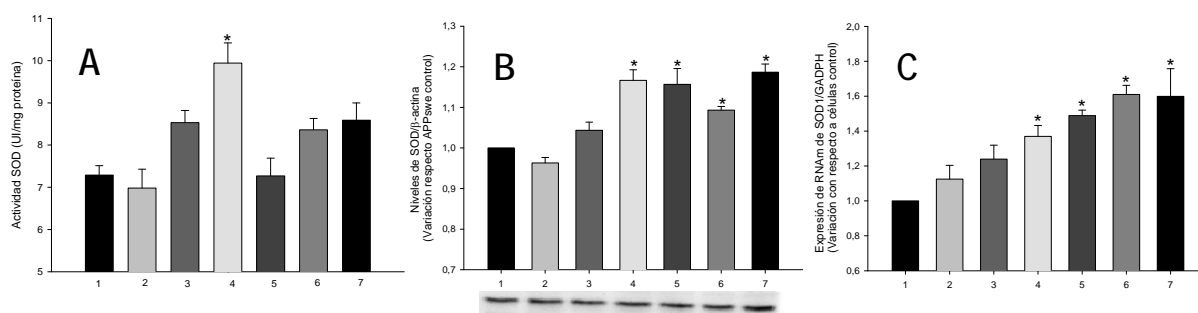 A
Actividad SOD (UI/mg proteína)
11
10
9
8
7
6
5
*
1 2 3 4 5 6 7
B
Niveles de SOD/β-actina
(Variación respecto APPswe control)
1,3
1,2
1,1
1,0
0,9
0,8
0,7
* * * *
1 2 3 4 5 6 7
C
Expresión de RNAm de SOD1/GADPH
(Variación con respecto a células control)
2,0
1,8
1,6
1,4
1,2
1,0
0,8
0,6
* * * *
1 2 3 4 5 6 7